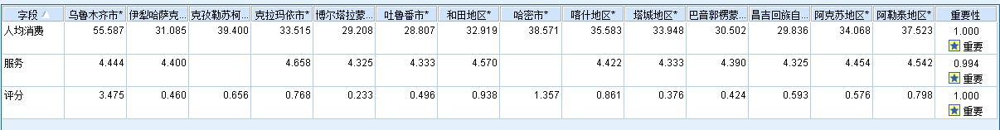 字段 乌鲁木齐市* 伊犁哈萨克... 克孜勒苏柯... 克拉玛依市* 博尔塔拉蒙... 吐鲁番市* 和田地区* 哈密市* 喀什地区* 塔城地区* 巴音郭楞蒙... 昌吉回族自... 阿克苏地区* 阿勒泰地区* 重要性
人均消费 55.587 31.085 39.400 33.515 29.208 28.807 32.919 38.571 35.583 33.948 30.502 29.836 34.068 37.523 1.000
重要
服务 4.444 4.400 4.658 4.325 4.333 4.570 4.422 4.333 4.390 4.325 4.454 4.542 0.994
重要
评分 3.475 0.460 0.656 0.768 0.233 0.496 0.938 1.357 0.861 0.376 0.424 0.593 0.576 0.798 1.000
重要